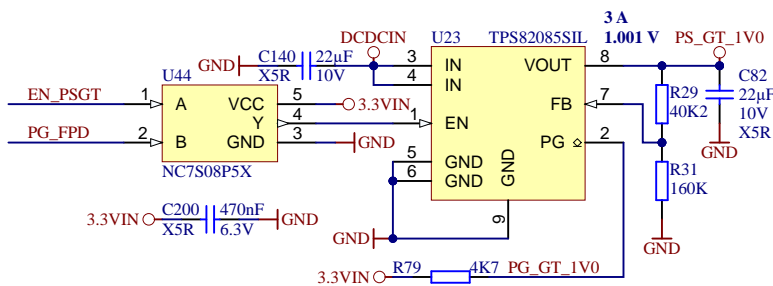 3 A
DCDCIN
U23
TPS82085SIL
1.001 V
PS_GT_1V0
C140
22µF
GND
X5R
10V
3
IN
4
IN
VOUT
8
U44
EN_PSGT
1
A
VCC
5
3.3VIN
Y
4
1
EN
PG_FPD
2
B
GND
3
GND
NC7S08P5X
FB
7
R29
40K2
C82
22µF
10V
X5R
GND
PG
2
5
GND
6
GND
GND
9
R31
160K
GND
3.3VIN
C200
470nF
GND
X5R
6.3V
GND
3.3VIN
R79
4K7
PG_GT_1V0